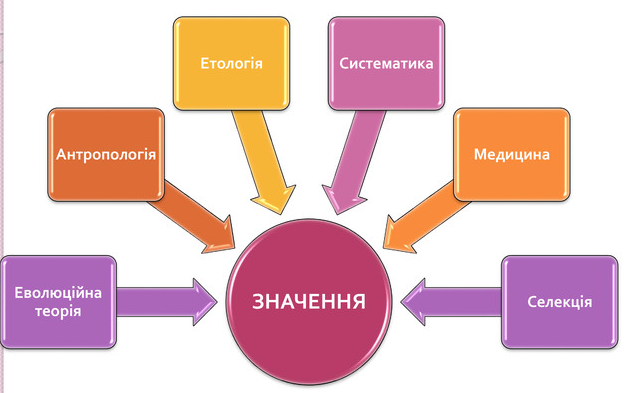 Етологія
Систематика
Антропологія
Медицина
Еволюційна
теорія
ЗНАЧЕННЯ
Селекція